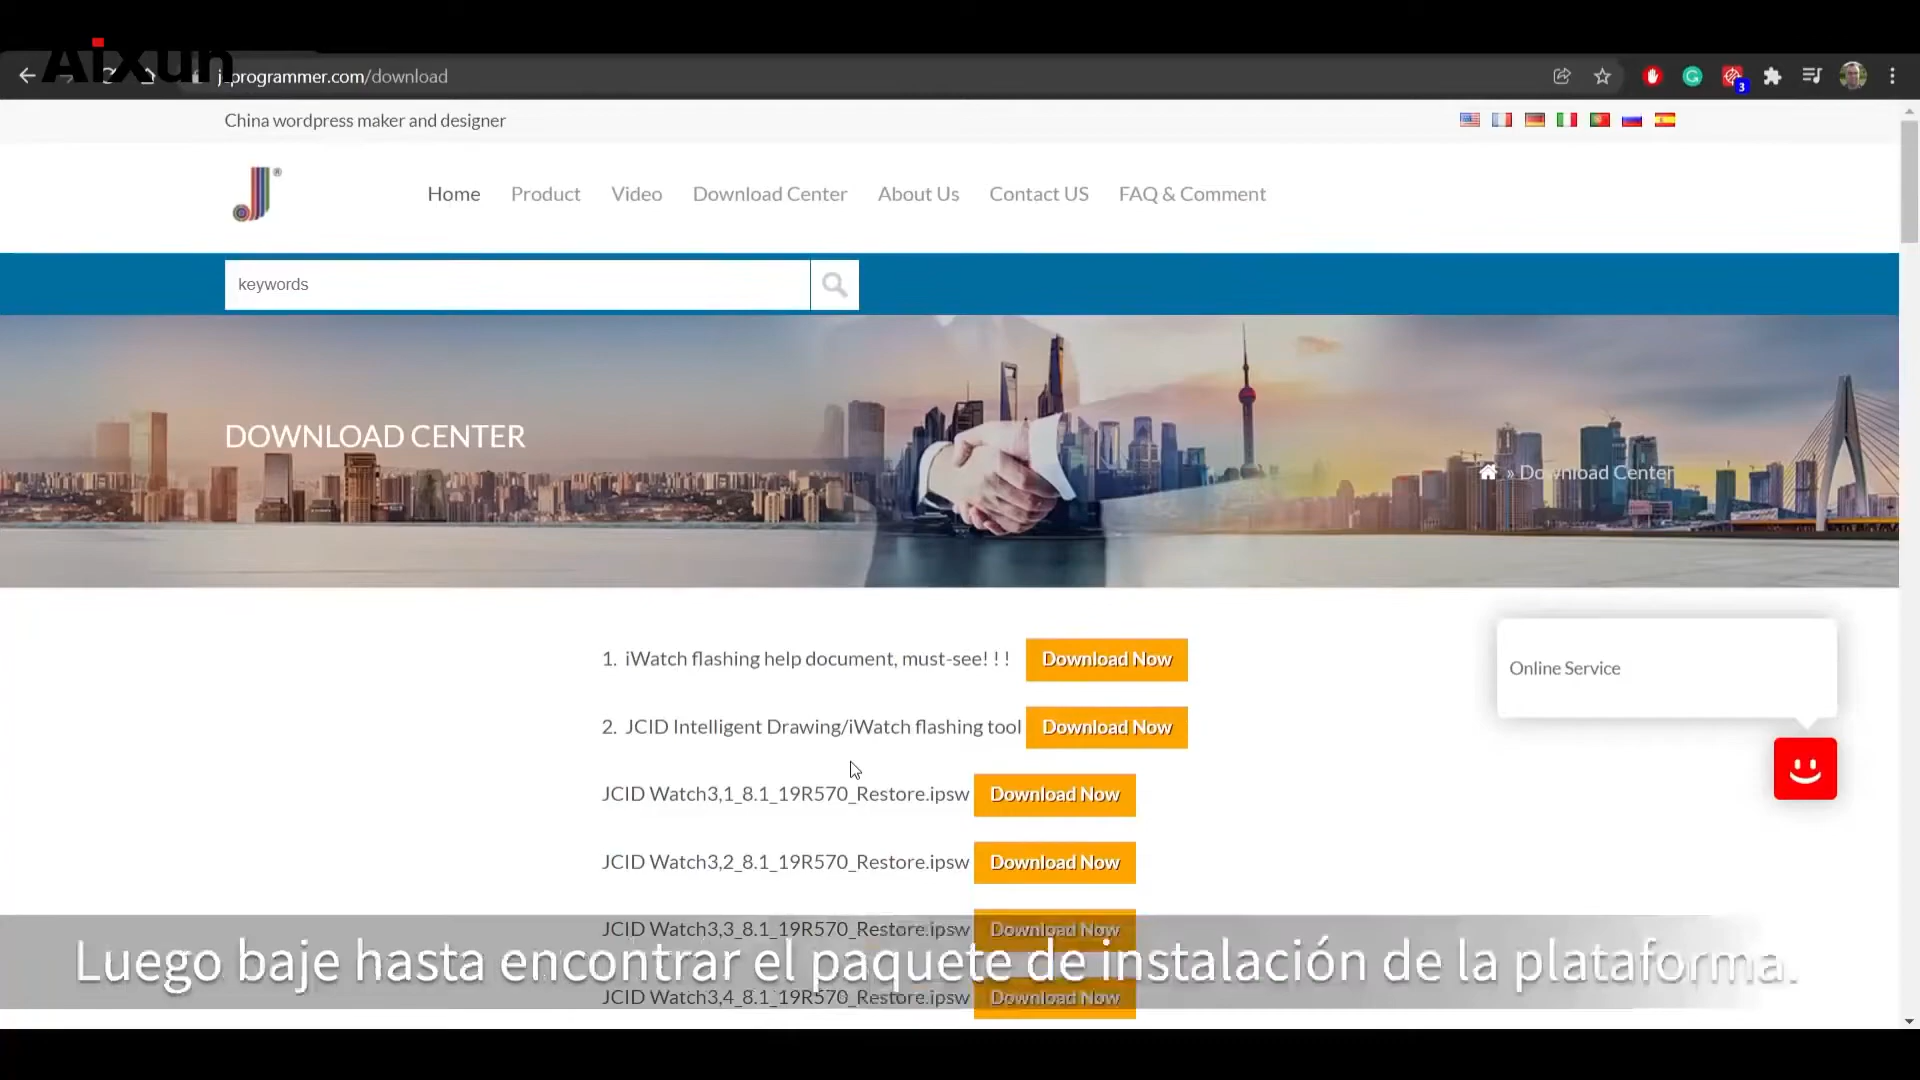 AiXun
jcprogrammer.com/download
3
China wordpress maker and designer
J ®
Home Product Video Download Center About Us Contact US FAQ & Comment
keywords
DOWNLOAD CENTER
» Download Center
1. iWatch flashing help document, must-see! ! ! Download Now
Online Service
2. JCID Intelligent Drawing/iWatch flashing tool Download Now
JCID Watch3,1_8.1_19R570_Restore.ipsw Download Now
JCID Watch3,2_8.1_19R570_Restore.ipsw Download Now
JCID Watch3,3_8.1_19R570_Restore.ipsw Download Now
Luego baje hasta encontrar el paquete de instalación de la plataforma.
JCID Watch3,4_8.1_19R570_Restore.ipsw Download Now